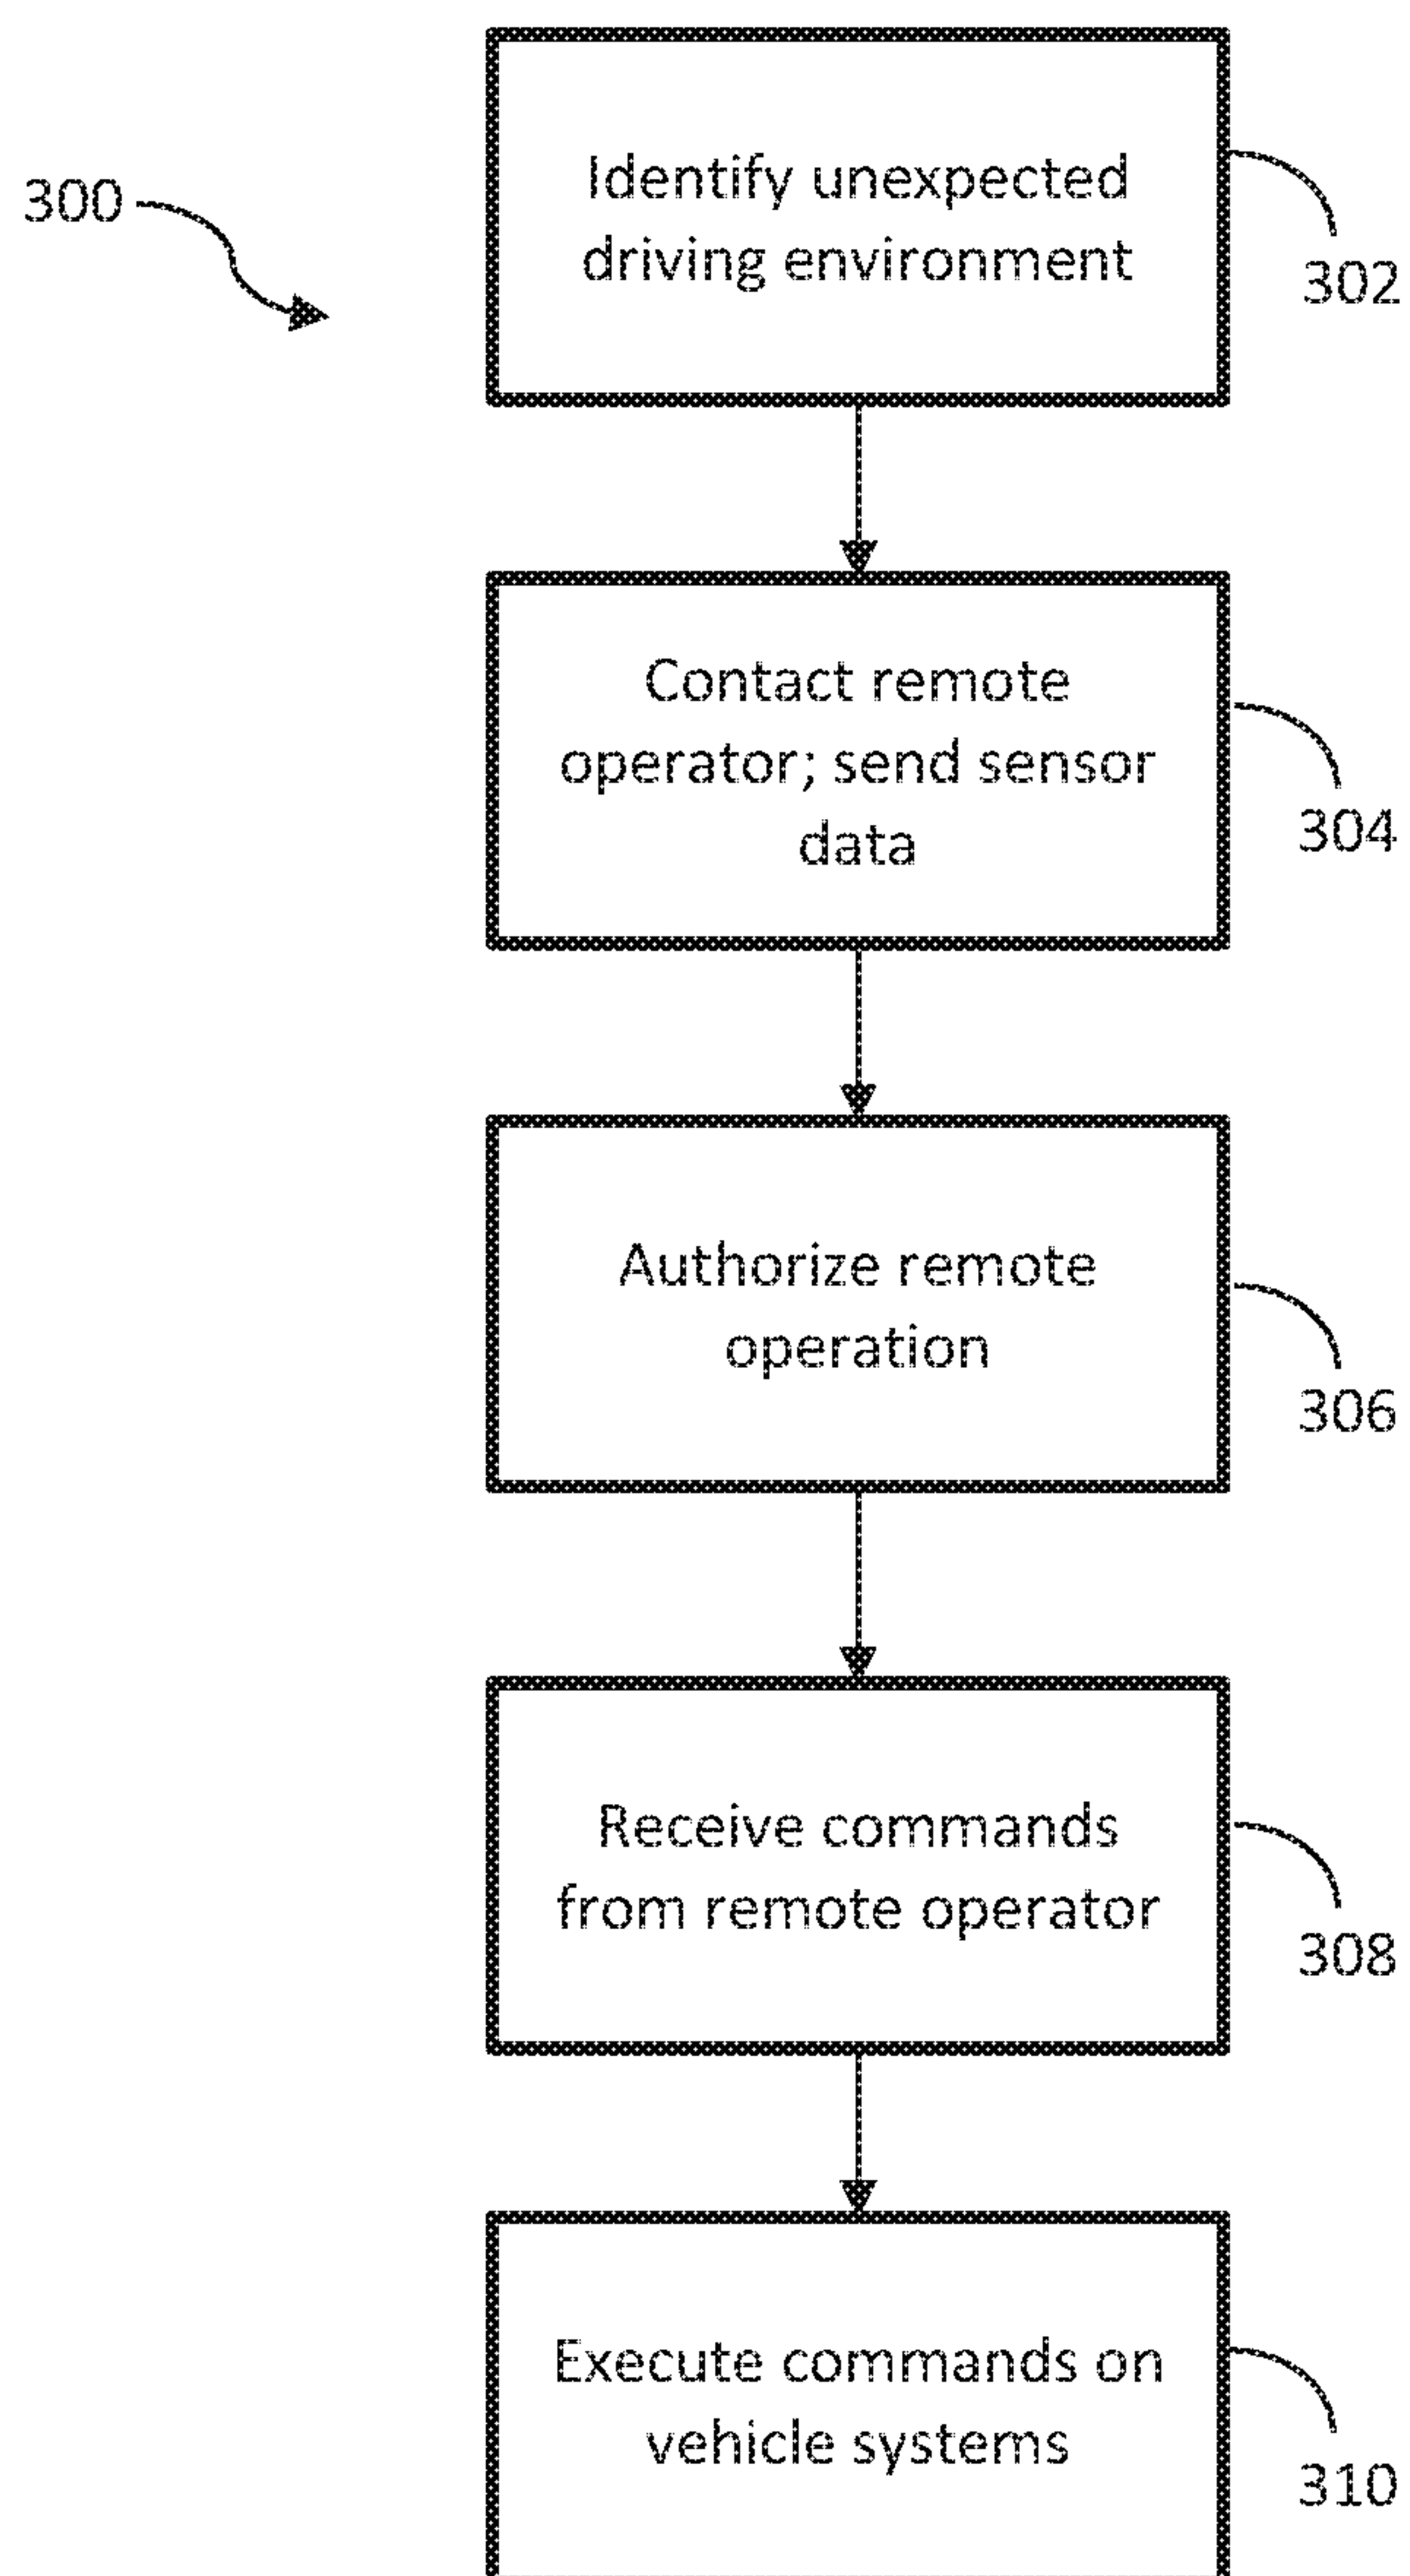 300
Identify unexpected
driving environment
302
Contact remote
operator; send sensor
data
304
Authorize remote
operation
306
Receive commands
from remote operator
308
Execute commands on
vehicle systems
310